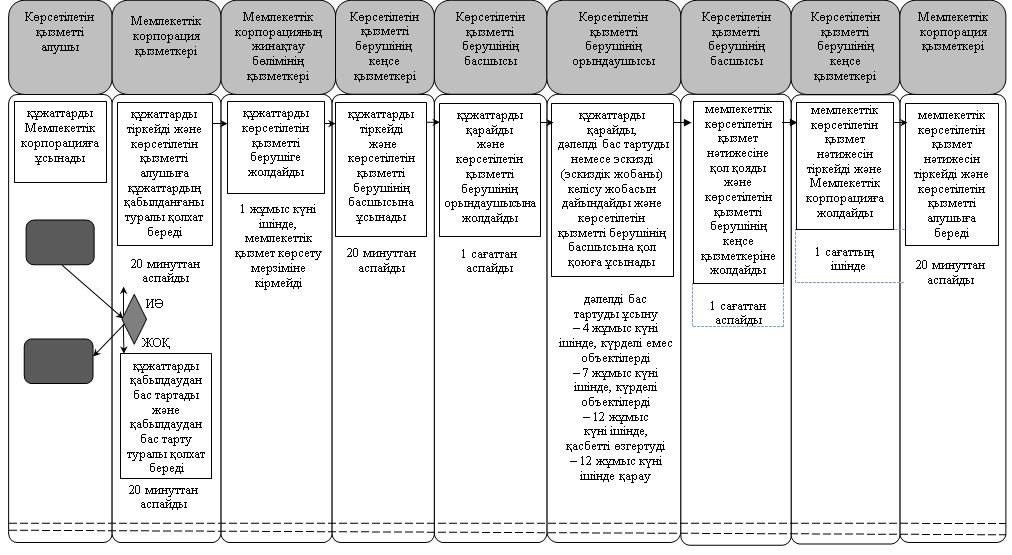 Көрсетілетін
қызметті
алушы
Мемлекеттік
корпорация
қызметкері
Мемлекеттік
корпорацияның
жинақтау
бөлімінің
қызметкері
Көрсетілетін
қызметті
берушінің
кеңсе
қызметкері
Көрсетілетін
қызметті
берушінің
басшысы
Көрсетілетін
қызметті
берушінің
орындаушысы
Көрсетілетін
қызметті
берушінің
басшысы
Көрсетілетін
қызметті
берушінің
кеңсе
қызметкері
Мемлекеттік
корпорация
қызметкері
құжаттарды
Мемлекеттік
корпорацияға
ұсынады
құжаттарды
тіркейді және
көрсетілетін
қызметті
алушыға
құжаттардың
қабылданғаны
туралы қолхат
береді
20 минуттан
аспайды
ИӘ
ЖОҚ
құжаттарды
қабылдаудан
бас тартады
және
қабылдаудан
бас тарту
туралы қолхат
береді
20 минуттан
аспайды
құжаттарды
көрсетілетін
қызметті
берушіге
жолдайды
1 жұмыс күні
ішінде,
мемлекеттік
қызмет көрсету
мерзіміне
кірмейді
құжаттарды
тіркейді
және
көрсетілетін
қызметті
берушінің
басшысына
ұсынады
20 минуттан
аспайды
құжаттарды
қарайды
және
көрсетілетін
қызметті
берушінің
орындаушысына
жолдайды
1 сағаттан
аспайды
құжаттарды
қарайды,
дәлелді бас тартуды
немесе эскизді
(эскиздік жобаны)
келісу жобасын
дайындайды және
көрсетілетін
қызметті берушінің
басшысына қол
қоюға ұсынады
дәлелді бас
тартуды ұсыну
– 4 жұмыс күні
ішінде, күрделі емес
объектілерді
– 7 жұмыс күні
ішінде, күрделі
объектілерді
– 12 жұмыс
күні ішінде,
қасбетті өзгертуді
– 12 жұмыс күні
ішінде қарау
мемлекеттік
көрсетілетін
қызмет
нәтижесіне
қол қояды
және
көрсетілетін
қызметті
берушінің
кеңсе
қызметкеріне
жолдайды
1 сағаттан
аспайды
мемлекеттік
көрсетілетін
қызмет
нәтижесін
тіркейді және
Мемлекеттік
корпорацияға
жолдайды
1 сағаттың
ішінде
мемлекеттік
көрсетілетін
қызмет
нәтижесін
тіркейді және
көрсетілетін
қызметті
алушыға
береді
20 минуттан
аспайды